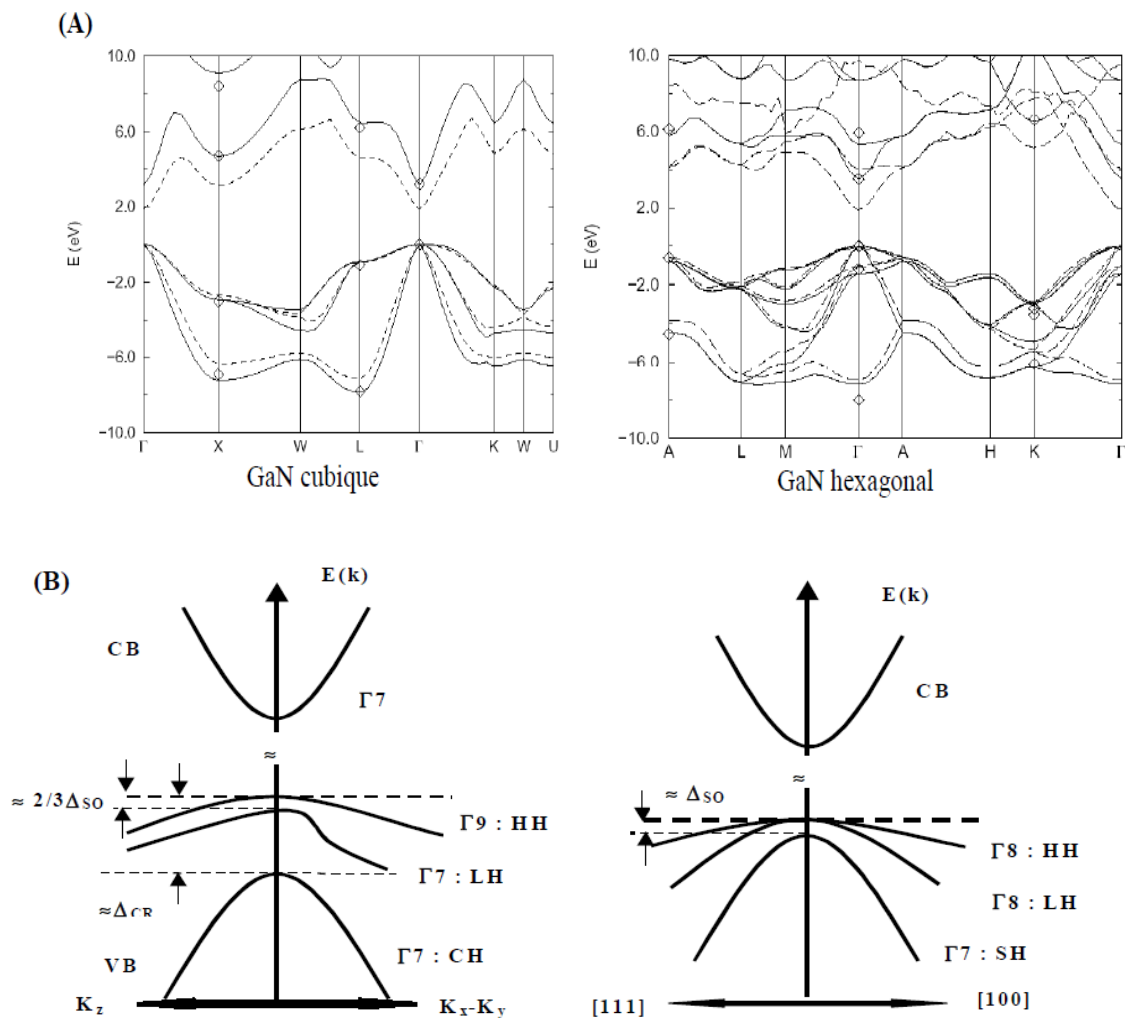 (A)
10.0
6.0
2.0
−2.0
−6.0
−10.0
E (eV)
Γ X W L Γ K W U
GaN cubique
10.0
6.0
2.0
−2.0
−6.0
−10.0
E (eV)
A L M Γ A H K Γ
GaN hexagonal
(B)
E(k)
CB
Γ7
≈
≈ 2/3ΔSO
Γ9 : HH
Γ7 : LH
≈ΔCR
Γ7 : CH
VB
Kz
Kx-Ky
E(k)
CB
≈
≈ ΔSO
Γ8 : HH
Γ8 : LH
Γ7 : SH
[111]
[100]